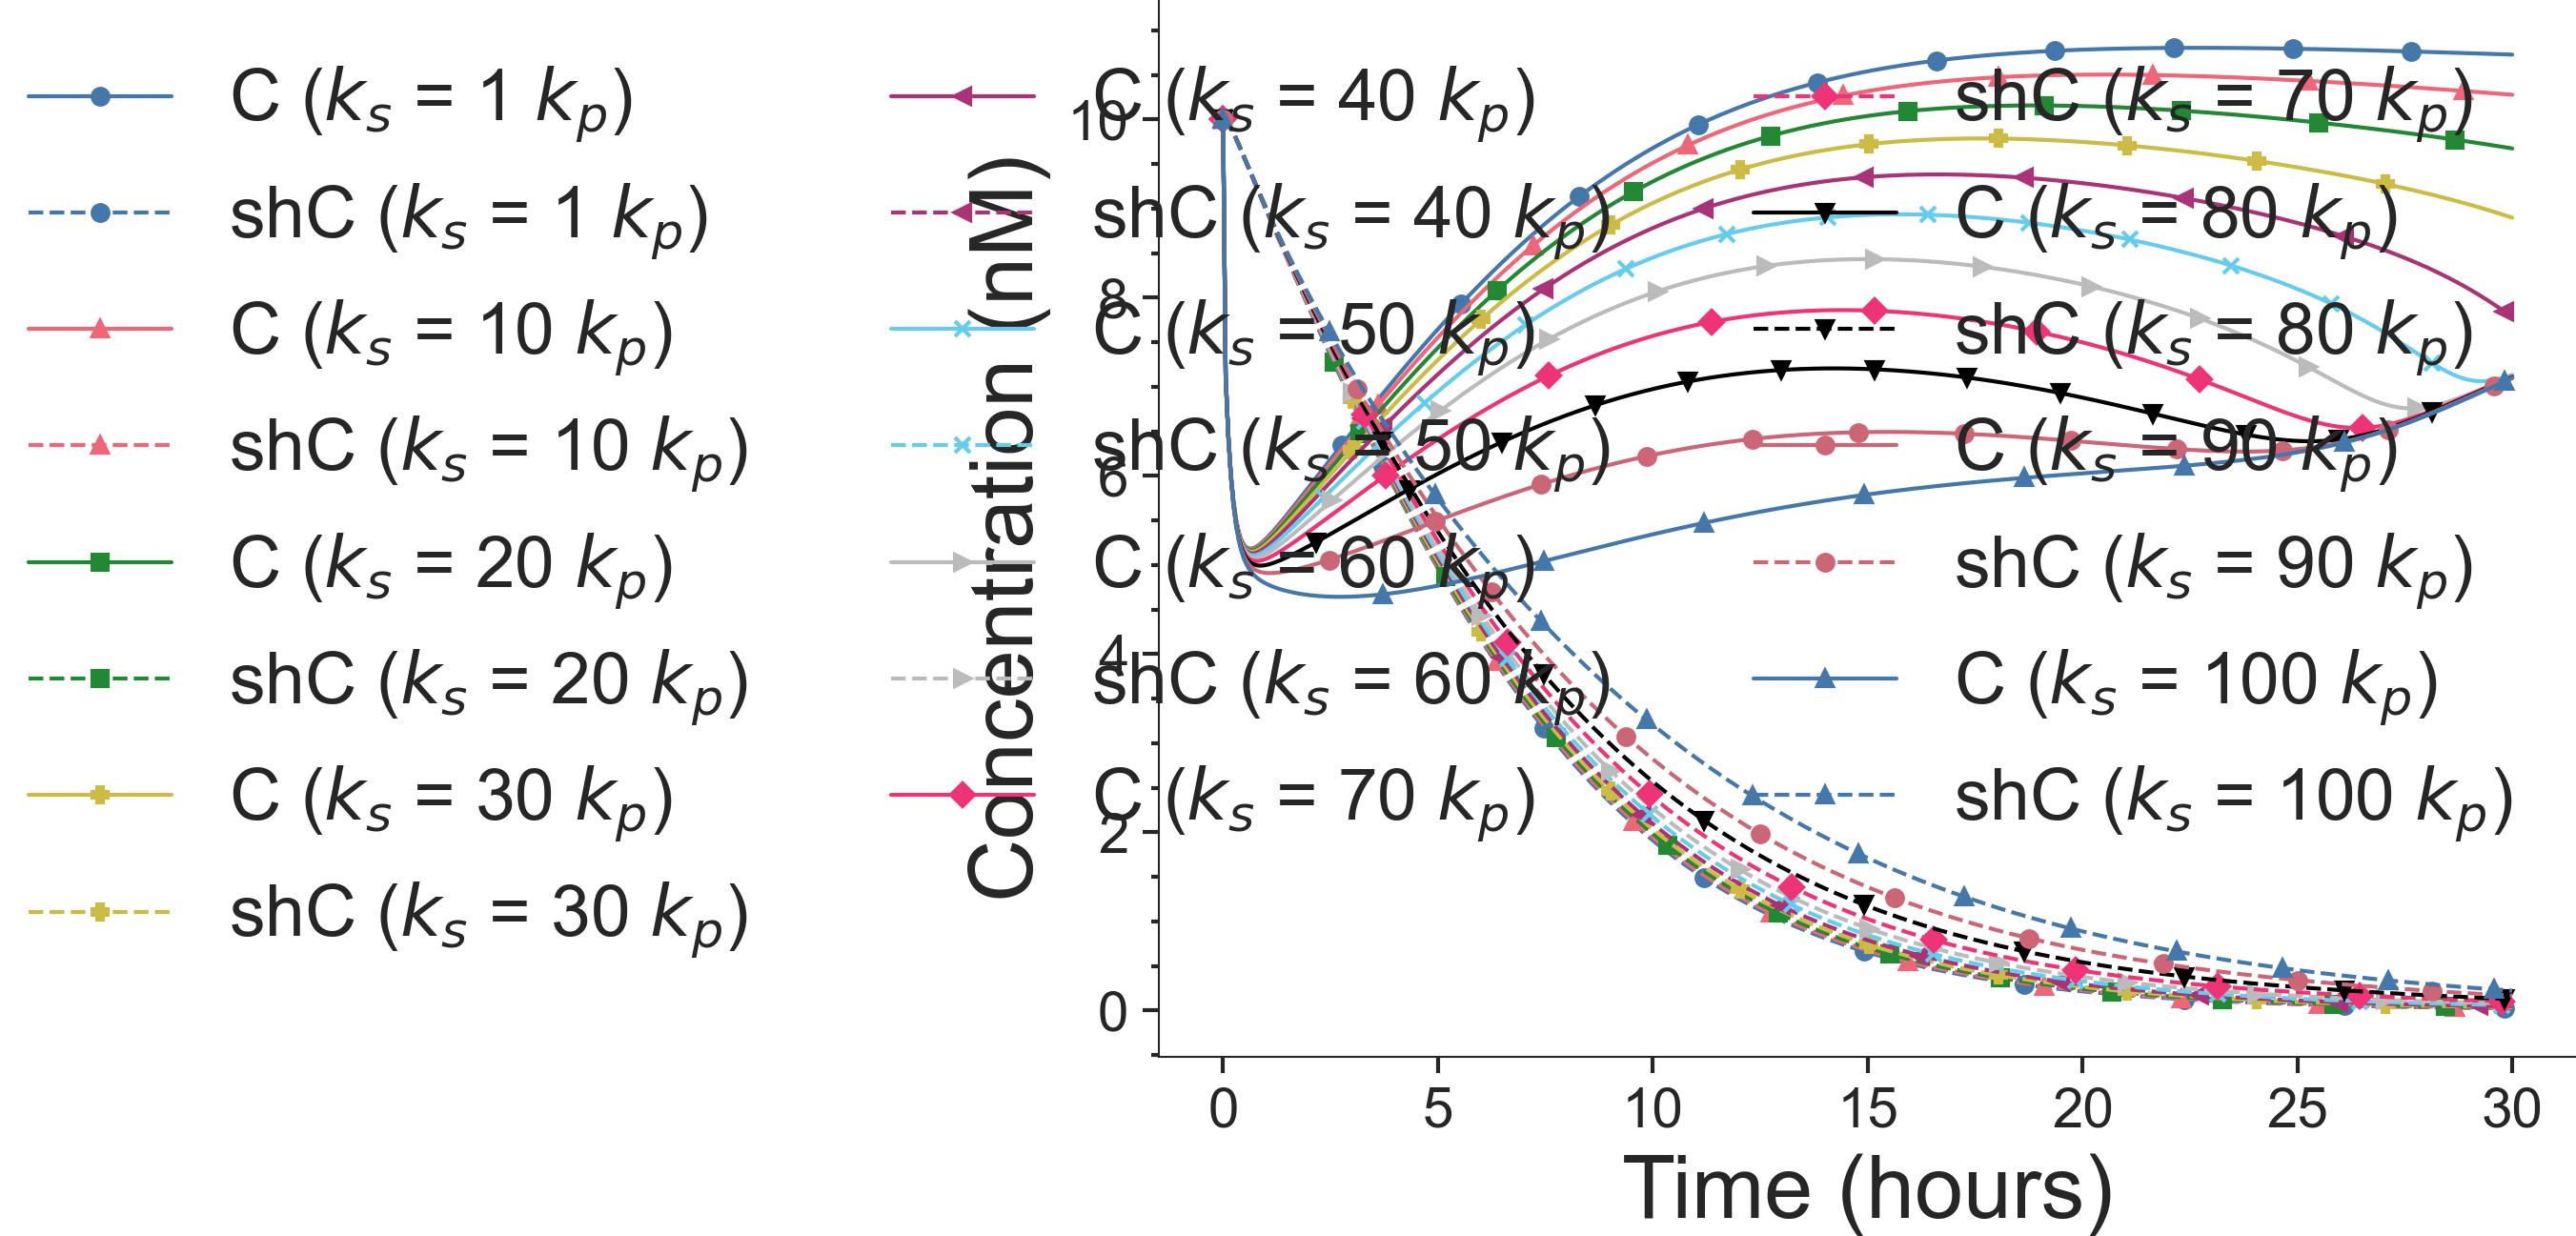 C (kₛ = 1 kₚ)
shC (kₛ = 1 kₚ)
C (kₛ = 10 kₚ)
shC (kₛ = 10 kₚ)
C (kₛ = 20 kₚ)
shC (kₛ = 20 kₚ)
C (kₛ = 30 kₚ)
shC (kₛ = 30 kₚ)
C (kₛ = 40 kₚ)
shC (kₛ = 40 kₚ)
C (kₛ = 50 kₚ)
shC (kₛ = 50 kₚ)
C (kₛ = 60 kₚ)
shC (kₛ = 60 kₚ)
C (kₛ = 70 kₚ)
shC (kₛ = 70 kₚ)
C (kₛ = 80 kₚ)
shC (kₛ = 80 kₚ)
C (kₛ = 90 kₚ)
shC (kₛ = 90 kₚ)
C (kₛ = 100 kₚ)
shC (kₛ = 100 kₚ)
Concentration (nM)
10
8
6
4
2
0
0 5 10 15 20 25 30
Time (hours)